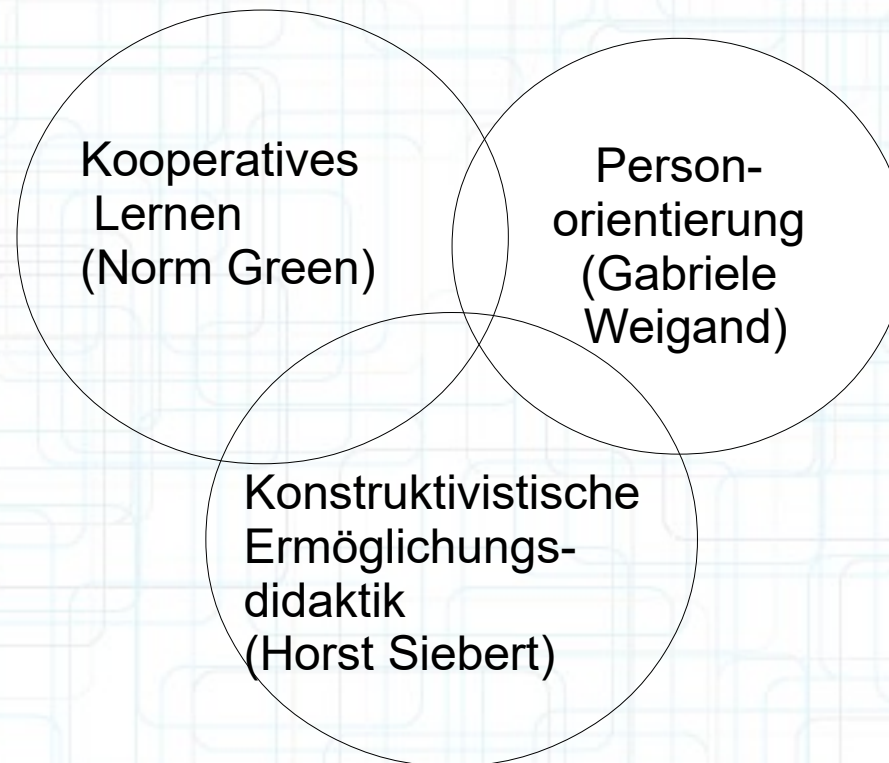 Kooperatives
Lernen
(Norm Green)
Person-
orientierung
(Gabriele
Weigand)
Konstruktivistische
Ermöglichungs-
didaktik
(Horst Siebert)